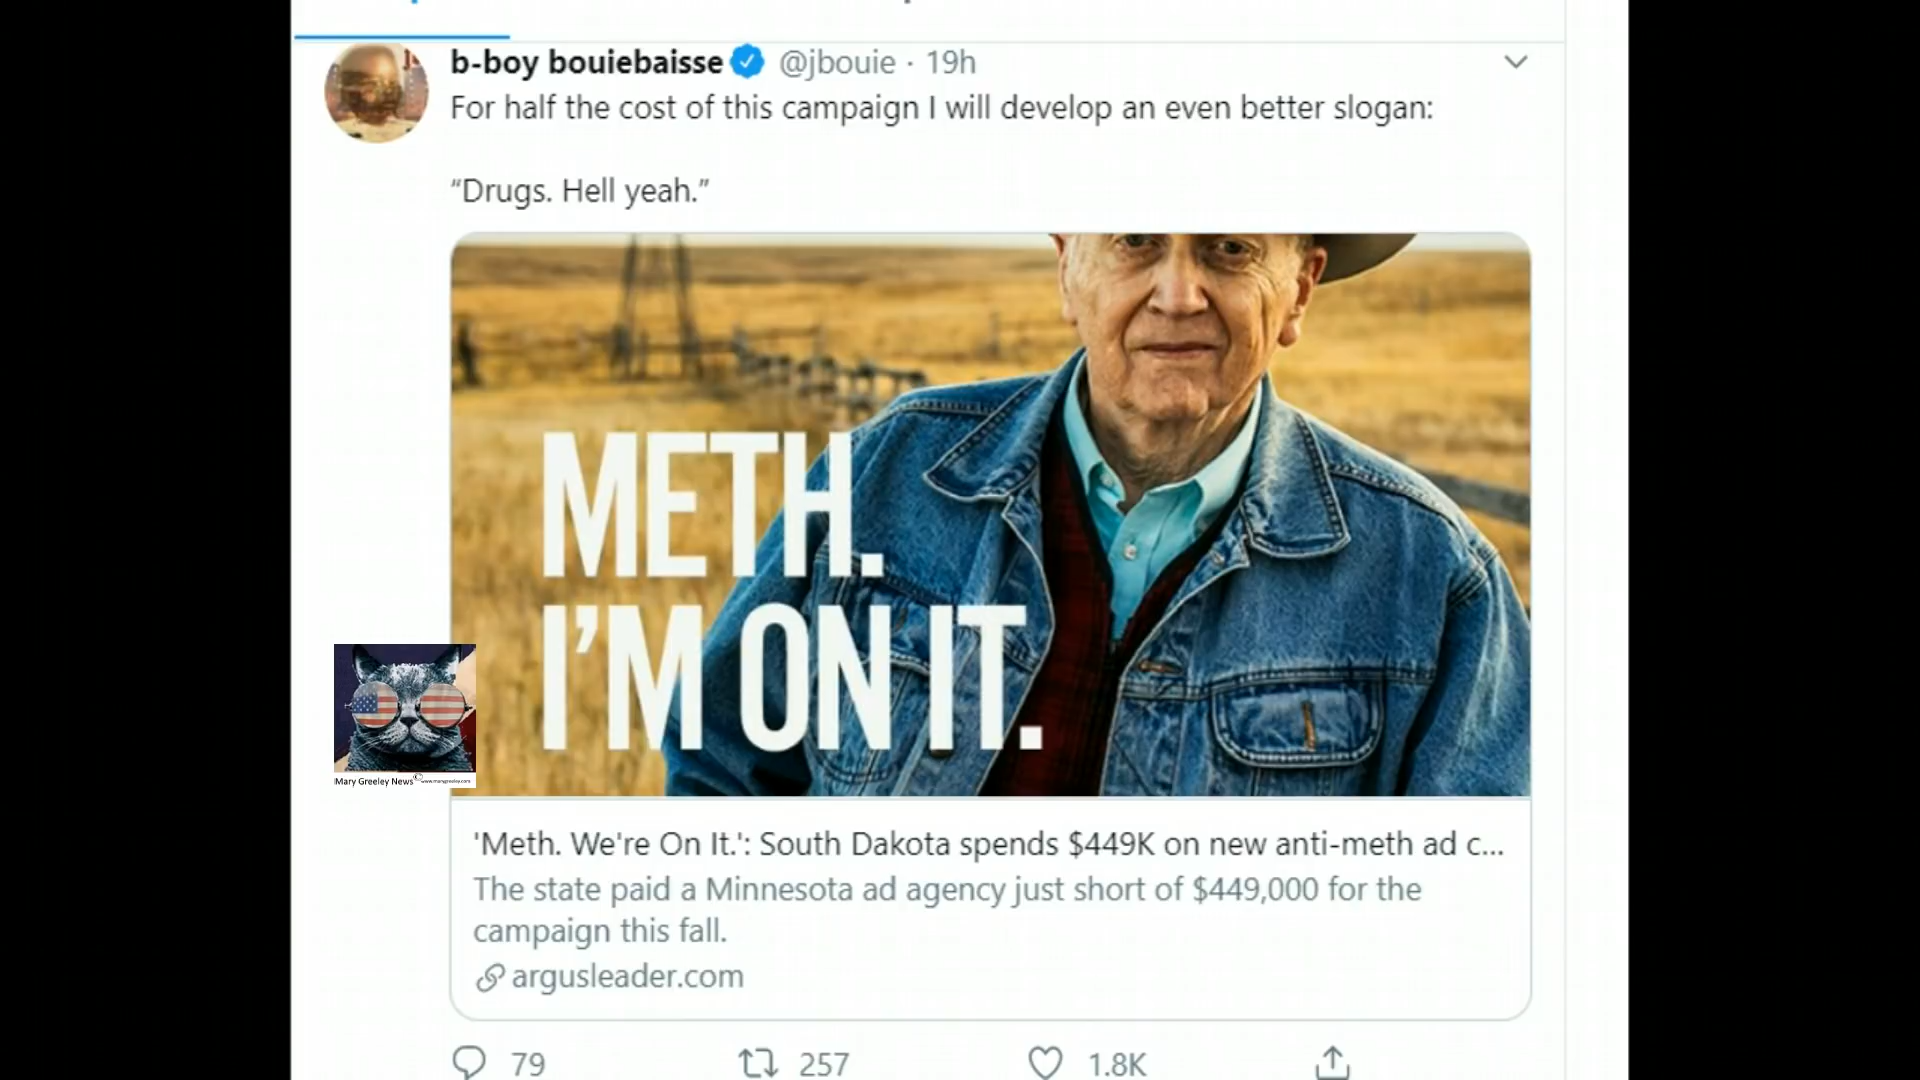 b-boy bouiebaisse @jbouie · 19h
For half the cost of this campaign I will develop an even better slogan:
“Drugs. Hell yeah.”
METH.
I’M ON IT.
Mary Greeley News© www.marygreeley.com
'Meth. We're On It.': South Dakota spends $449K on new anti-meth ad c...
The state paid a Minnesota ad agency just short of $449,000 for the
campaign this fall.
argusleader.com
79 257 1.8K